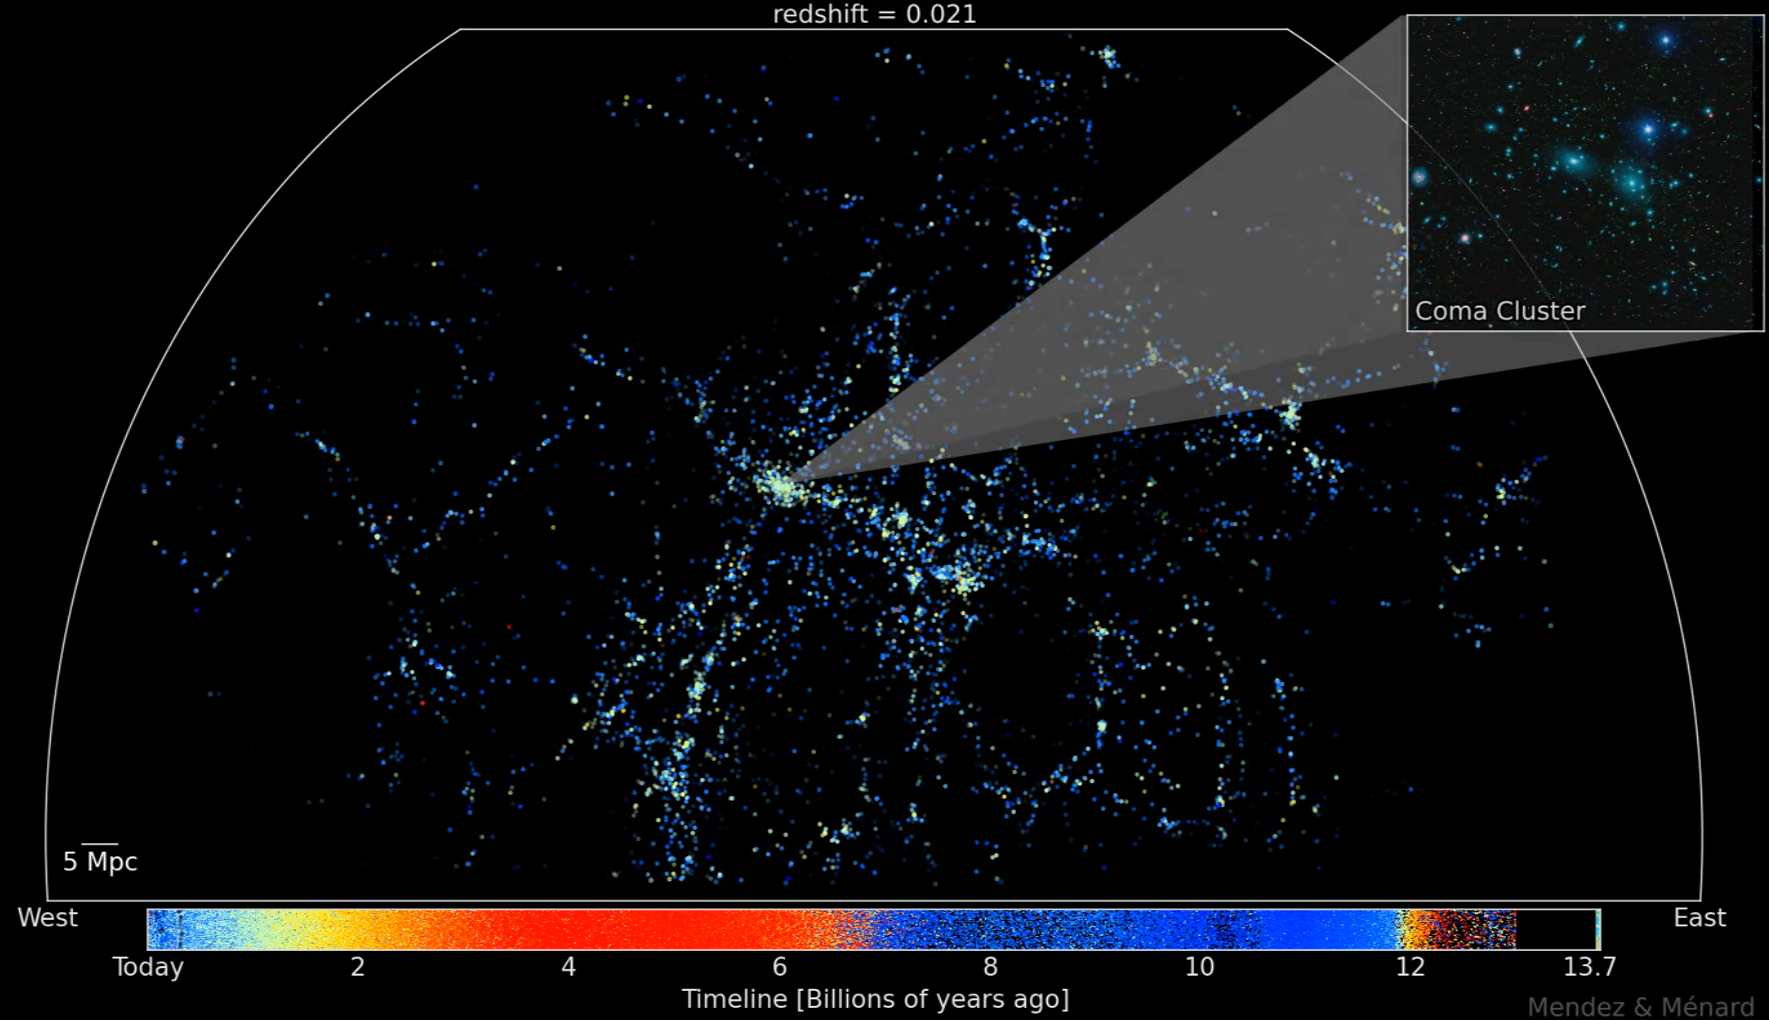 redshift = 0.021
Coma Cluster
5 Mpc
West
East
Today 2 4 6 8 10 12 13.7
Timeline [Billions of years ago]
Mendez & Ménard